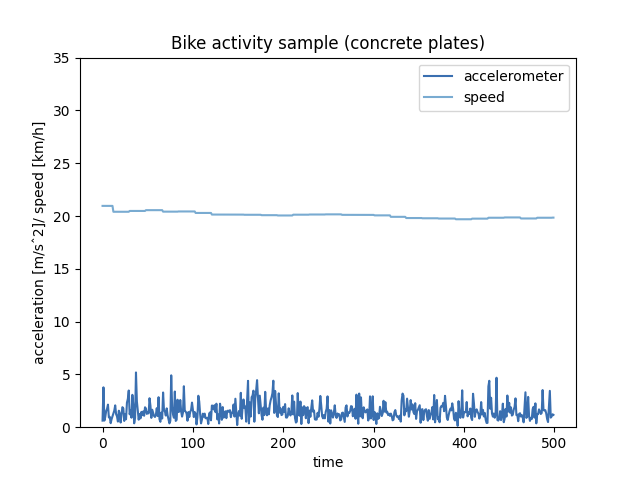 Bike activity sample (concrete plates)
accelerometer
speed
acceleration [m/s^2]/ speed [km/h]
35
30
25
20
15
10
5
0
0 100 200 300 400 500
time